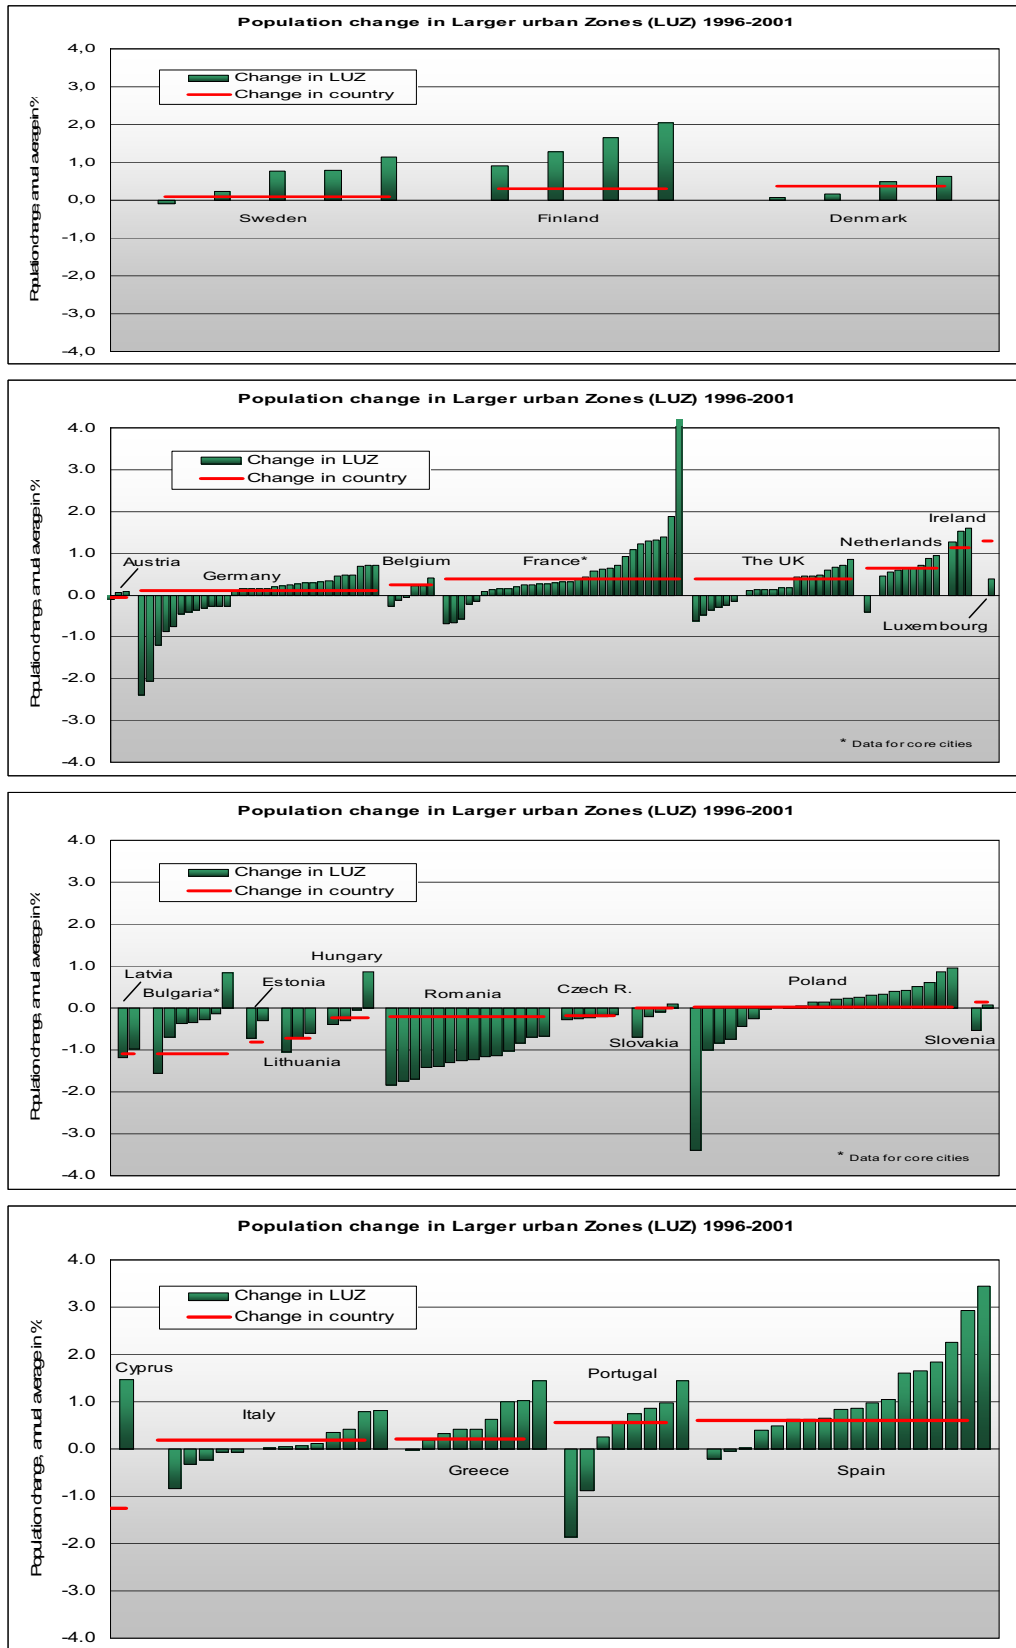 Population change in Larger urban Zones (LUZ) 1996-2001
Population change, annual average in %
4,0
3,0
2,0
1,0
0,0
-1,0
-2,0
-3,0
-4,0
Change in LUZ
Change in country
Sweden
Finland
Denmark
Population change in Larger urban Zones (LUZ) 1996-2001
Population change, annual average in %
4.0
3.0
2.0
1.0
0.0
-1.0
-2.0
-3.0
-4.0
Change in LUZ
Change in country
Austria
Germany
Belgium
France*
The UK
Netherlands
Ireland
Luxembourg
* Data for core cities
Population change in Larger urban Zones (LUZ) 1996-2001
Population change, annual average in %
4.0
3.0
2.0
1.0
0.0
-1.0
-2.0
-3.0
-4.0
Change in LUZ
Change in country
Latvia
Bulgaria*
Estonia
Lithuania
Hungary
Romania
Czech R.
Slovakia
Poland
Slovenia
* Data for core cities
Population change in Larger urban Zones (LUZ) 1996-2001
Population change, annual average in %
4.0
3.0
2.0
1.0
0.0
-1.0
-2.0
-3.0
-4.0
Change in LUZ
Change in country
Cyprus
Italy
Greece
Portugal
Spain